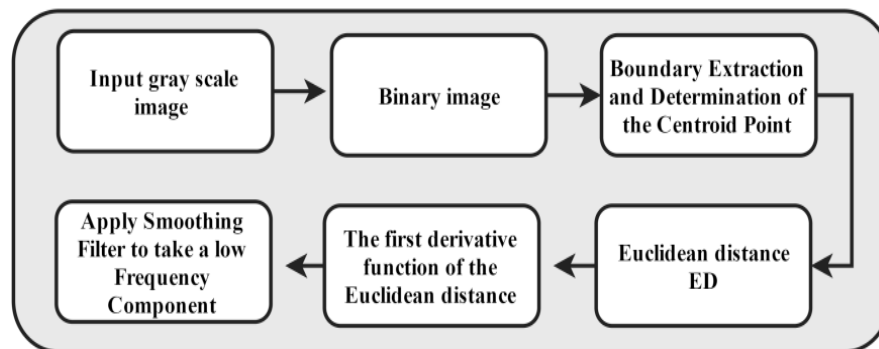 Input gray scale
image
Binary image
Boundary Extraction
and Determination of
the Centroid Point
Euclidean distance
ED
The first derivative
function of the
Euclidean distance
Apply Smoothing
Filter to take a low
Frequency
Component